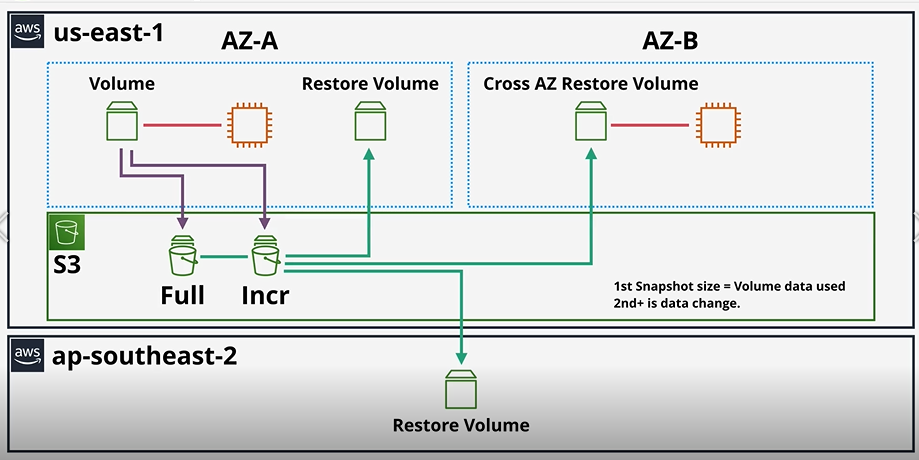 aws
us-east-1
AZ-A
AZ-B
Volume
Restore Volume
Cross AZ Restore Volume
S3
Full
Incr
1st Snapshot size = Volume data used
2nd+ is data change.
aws
ap-southeast-2
Restore Volume